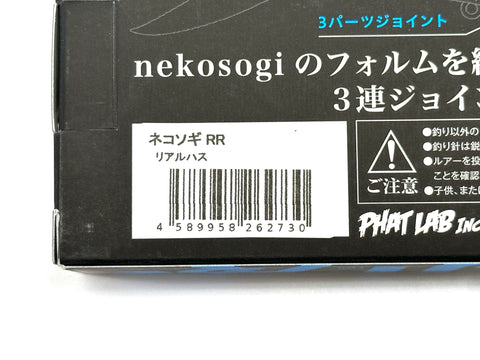 3パーツジョイント
nekosogi のフォルムを
3連ジョイン
ネコソギ RR
リアルハス
4 589958 262730
ご注意
●釣り以外の
●釣り針は鋭
●ルアーを投
ことを確認
●子供、また
PHAT LAB INC